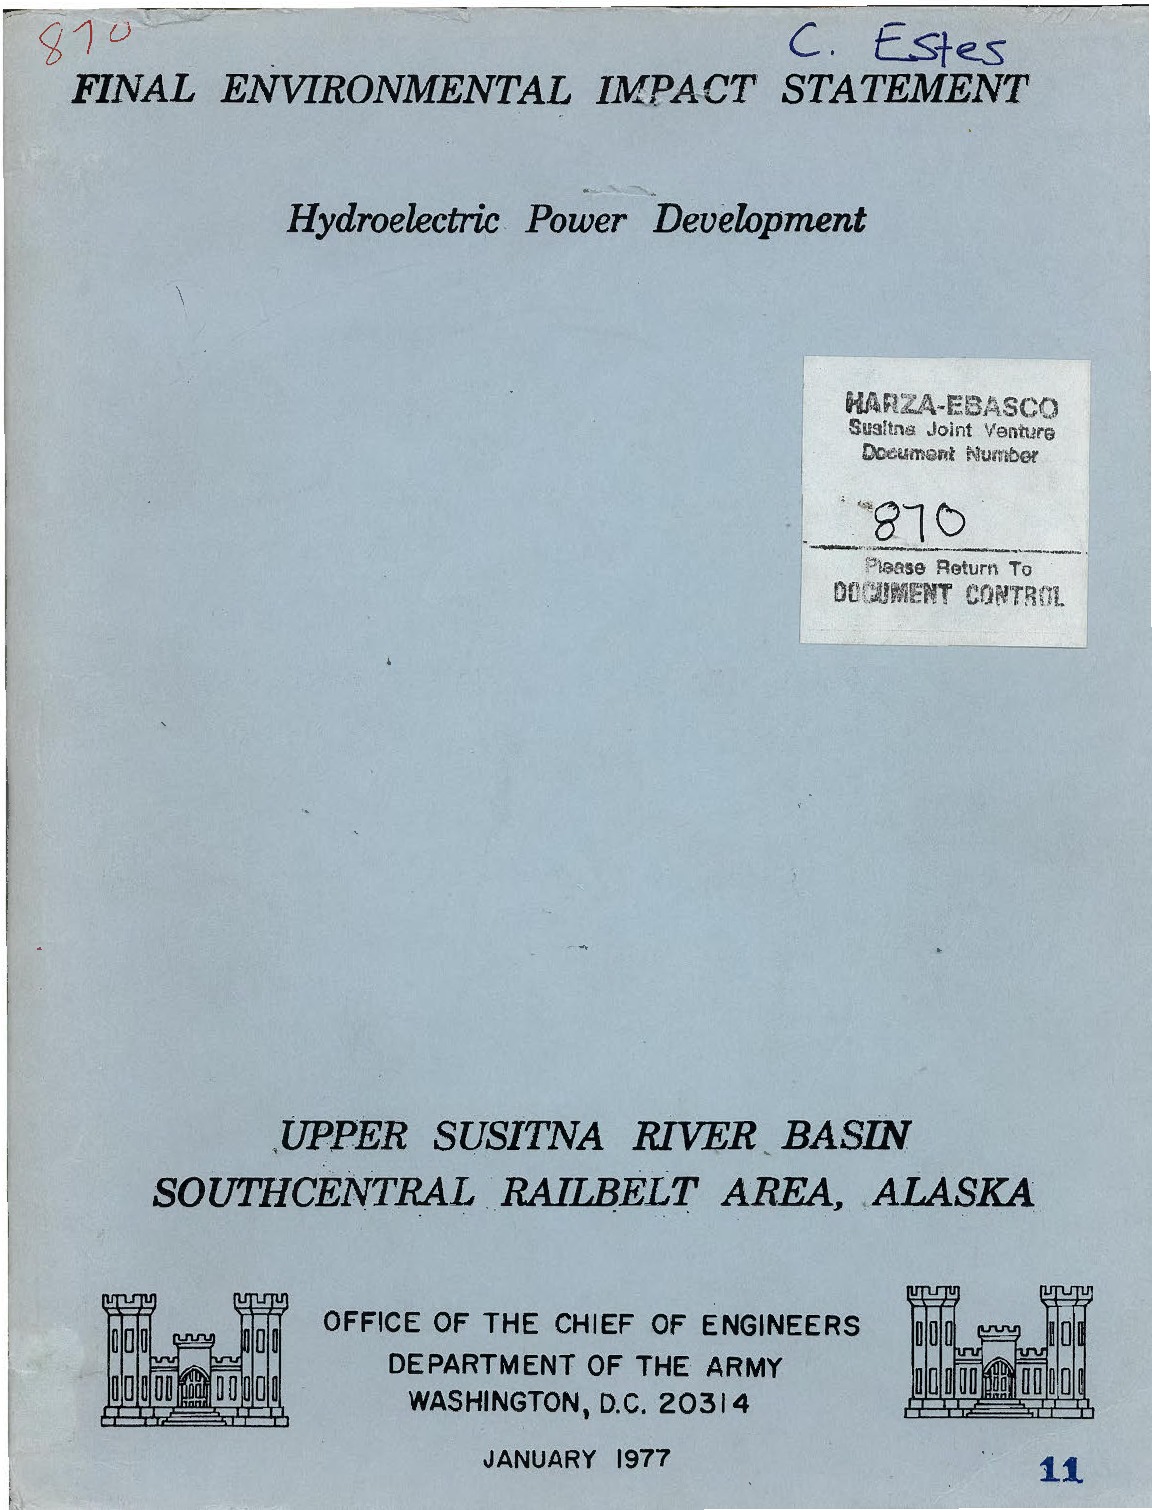 870
C. Estes
FINAL ENVIRONMENTAL IMPACT STATEMENT
Hydroelectric Power Development
HARZA-EBASCO
Susitna Joint Venture
Document Number
870
Please Return To
DOCUMENT CONTROL
UPPER SUSITNA RIVER BASIN
SOUTHCENTRAL RAILBELT AREA, ALASKA
OFFICE OF THE CHIEF OF ENGINEERS
DEPARTMENT OF THE ARMY
WASHINGTON, D.C. 20314
JANUARY 1977
11